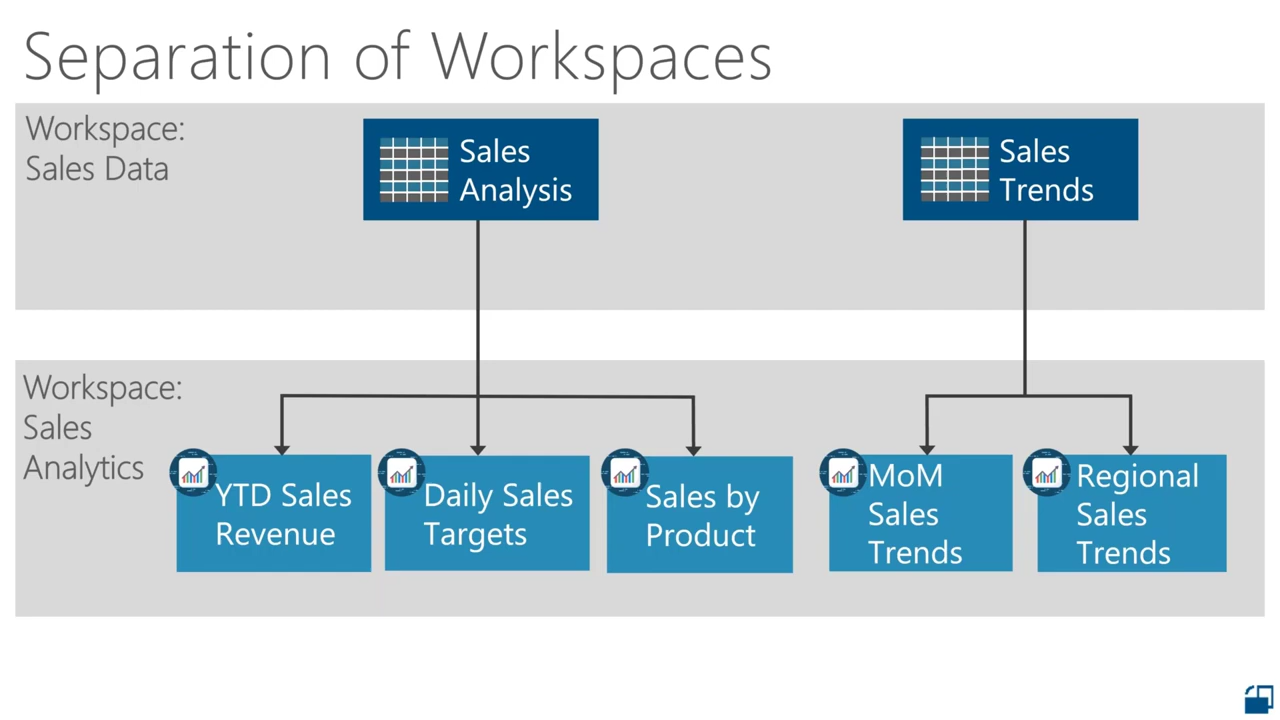 Separation of Workspaces
Workspace:
Sales Data
Sales
Analysis
Sales
Trends
Workspace:
Sales
Analytics
YTD Sales
Revenue
Daily Sales
Targets
Sales by
Product
MoM
Sales
Trends
Regional
Sales
Trends